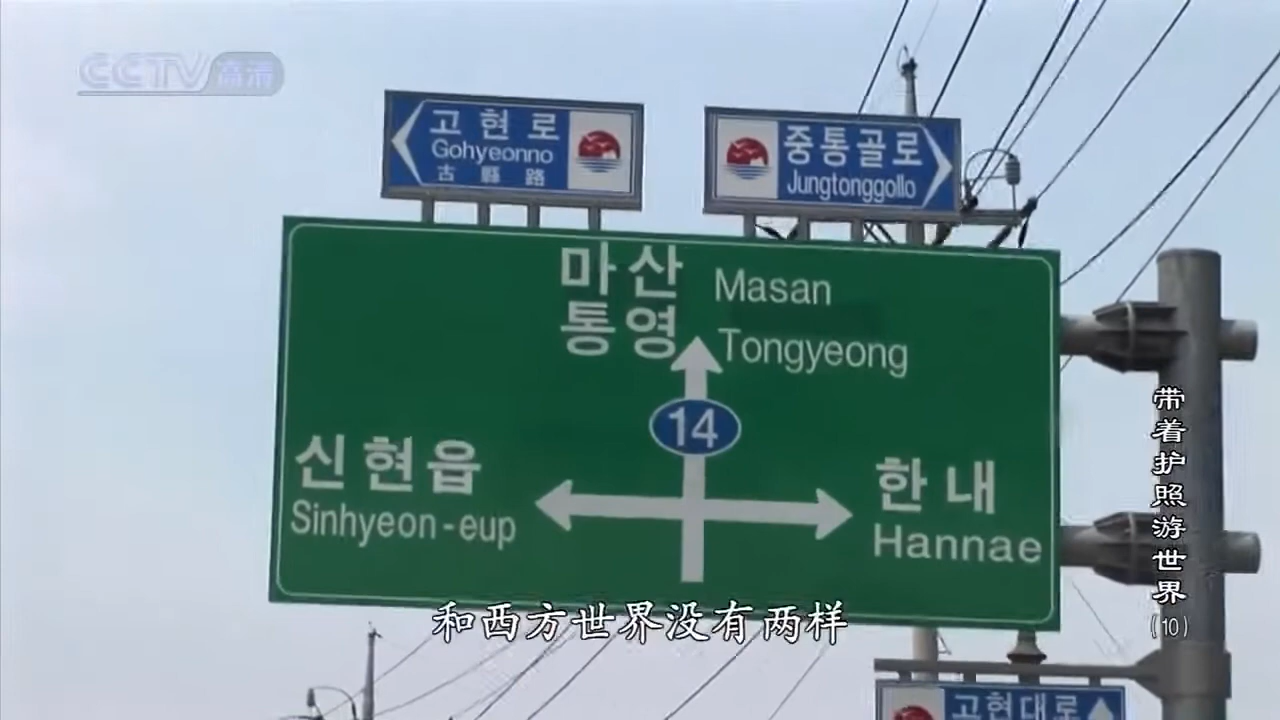 CCTV高清
고현로
Gohyeonno
古縣路
중통골로
Jungtonggollo
마산 Masan
통영 Tongyeong
14
신현읍
Sinhyeon-eup
한내
Hannae
带着护照游世界(10)
和西方世界没有两样
고현대로